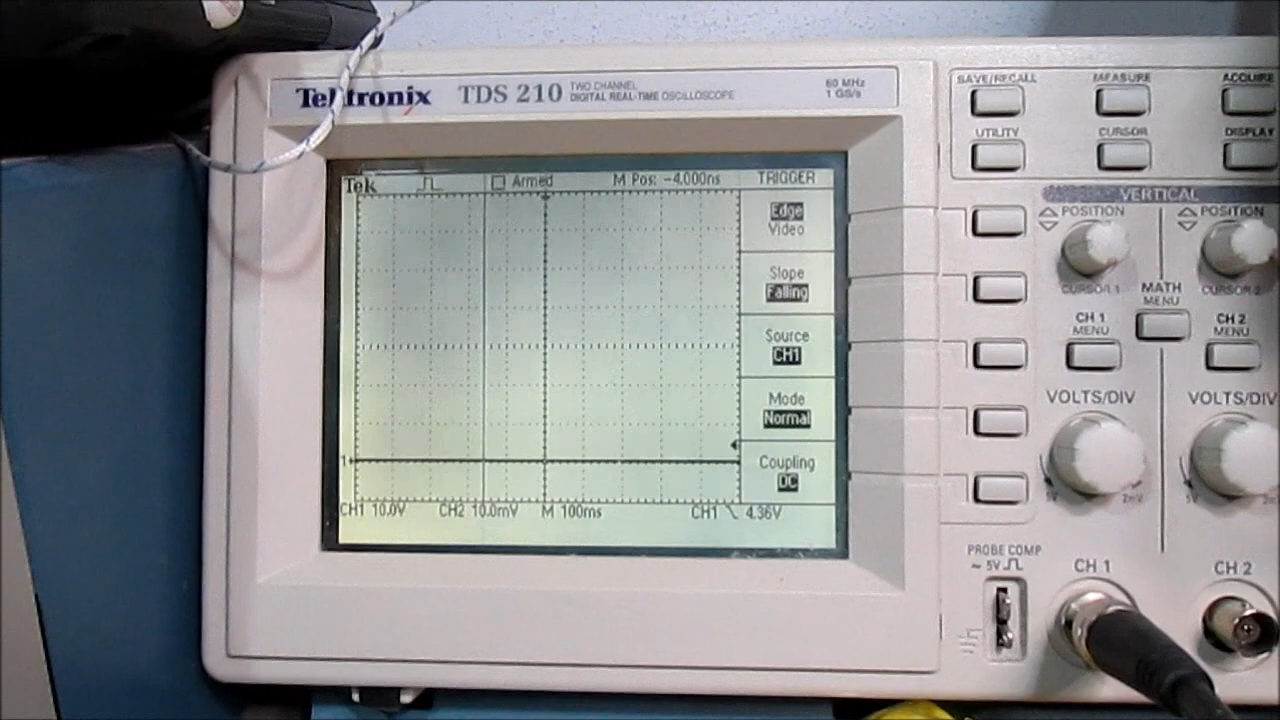 Tektronix TDS 210 TWO CHANNEL DIGITAL REAL-TIME OSCILLOSCOPE
60 MHz
1 GS/s
SAVE/RECALL MEASURE ACQUIRE
UTILITY CURSOR DISPLAY
Tek Armed M Pos: -4.000ns TRIGGER
Edge
Video
Slope
Falling
Source
CH1
Mode
Normal
Coupling
DC
1
CH1 10.0V CH2 10.0mV M 100ms CH1 4.36V
VERTICAL
POSITION POSITION
CURSOR 1 CURSOR 2
MATH
MENU
CH 1
MENU
CH 2
MENU
VOLTS/DIV VOLTS/DIV
5V 2mV 5V
PROBE COMP
~ 5V
CH 1 CH 2